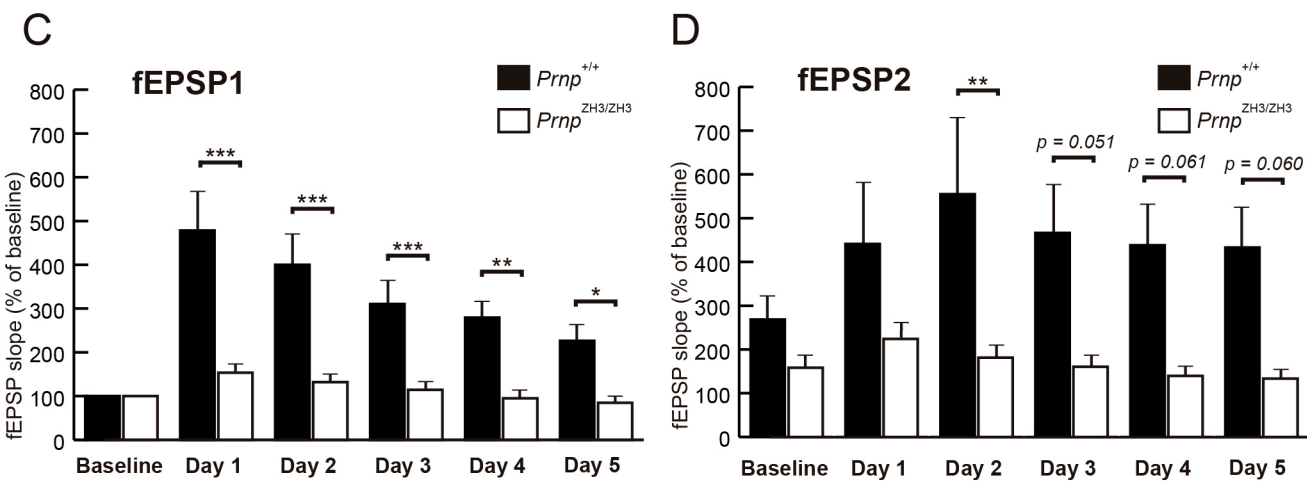 C
fEPSP1
Prnp+/+
PrnpZH3/ZH3
fEPSP slope (% of baseline)
800
700
600
500
400
300
200
100
0
***
***
***
**
*
Baseline Day 1 Day 2 Day 3 Day 4 Day 5
D
fEPSP2
Prnp+/+
PrnpZH3/ZH3
fEPSP slope (% of baseline)
800
700
600
500
400
300
200
100
0
**
p = 0.051
p = 0.061
p = 0.060
Baseline Day 1 Day 2 Day 3 Day 4 Day 5